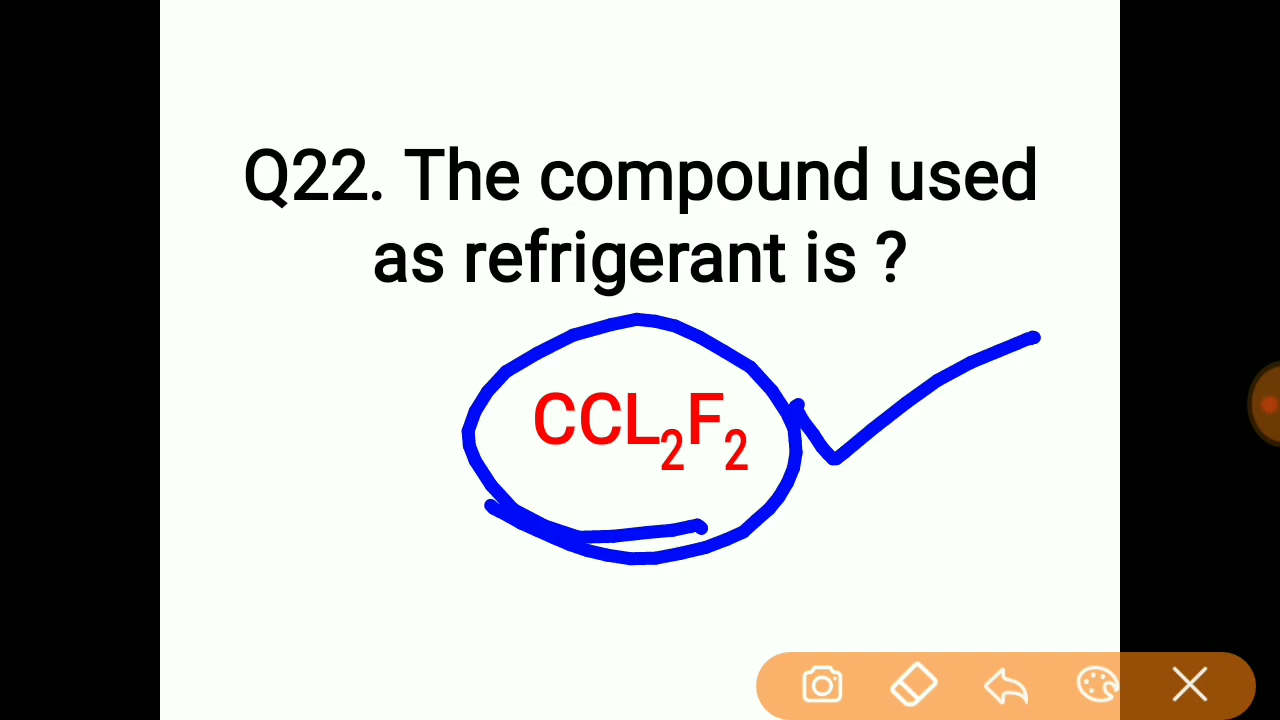 Q22. The compound used
as refrigerant is ?
CCL₂F₂